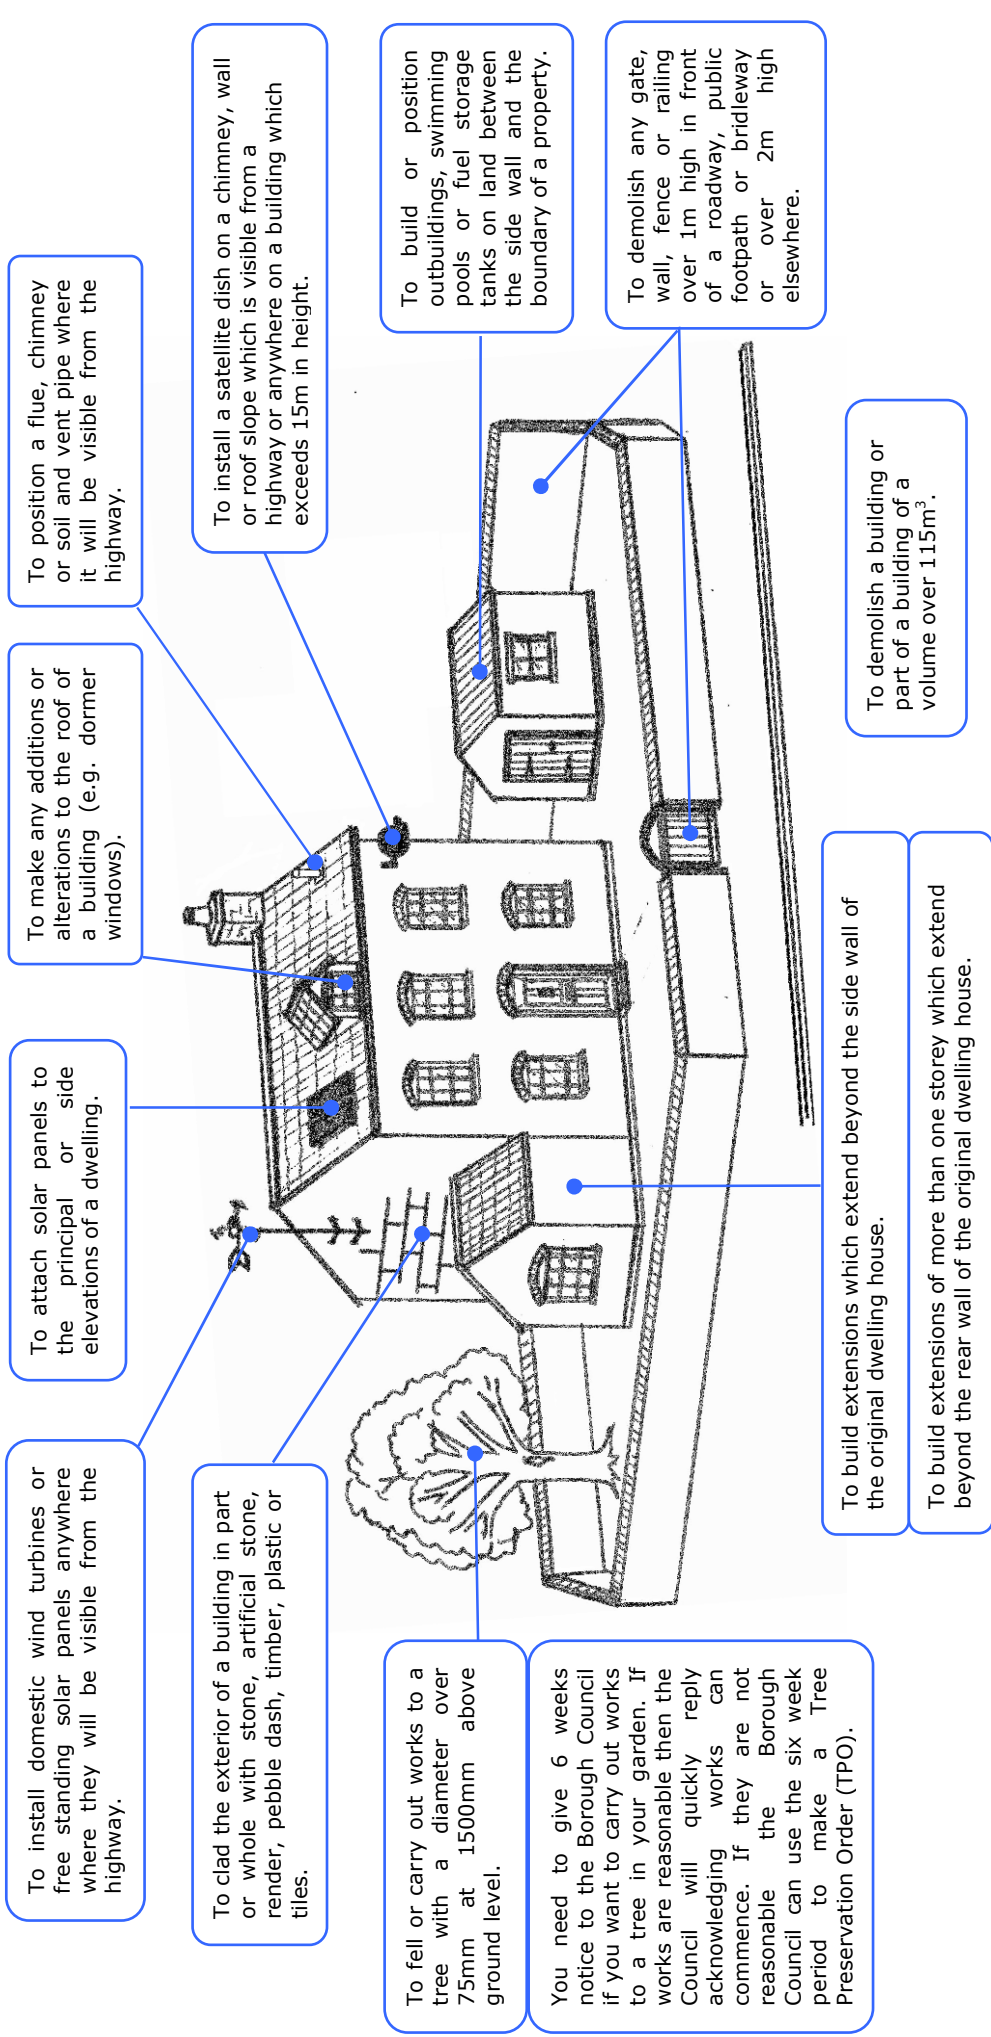 To install domestic wind turbines or
free standing solar panels anywhere
where they will be visible from the
highway.
To attach solar panels to
the principal or side
elevations of a dwelling.
To make any additions or
alterations to the roof of
a building (e.g. dormer
windows).
To position a flue, chimney
or soil and vent pipe where
it will be visible from the
highway.
To clad the exterior of a building in part
or whole with stone, artificial stone,
render, pebble dash, timber, plastic or
tiles.
To install a satellite dish on a chimney, wall
or roof slope which is visible from a
highway or anywhere on a building which
exceeds 15m in height.
To fell or carry out works to a
tree with a diameter over
75mm at 1500mm above
ground level.
You need to give 6 weeks
notice to the Borough Council
if you want to carry out works
to a tree in your garden. If
works are reasonable then the
Council will quickly reply
acknowledging works can
commence. If they are not
reasonable the Borough
Council can use the six week
period to make a Tree
Preservation Order (TPO).
To build or position
outbuildings, swimming
pools or fuel storage
tanks on land between
the side wall and the
boundary of a property.
To demolish any gate,
wall, fence or railing
over 1m high in front
of a roadway, public
footpath or bridleway
or over 2m high
elsewhere.
To build extensions which extend beyond the side wall of
the original dwelling house.
To build extensions of more than one storey which extend
beyond the rear wall of the original dwelling house.
To demolish a building or
part of a building of a
volume over 115m³.